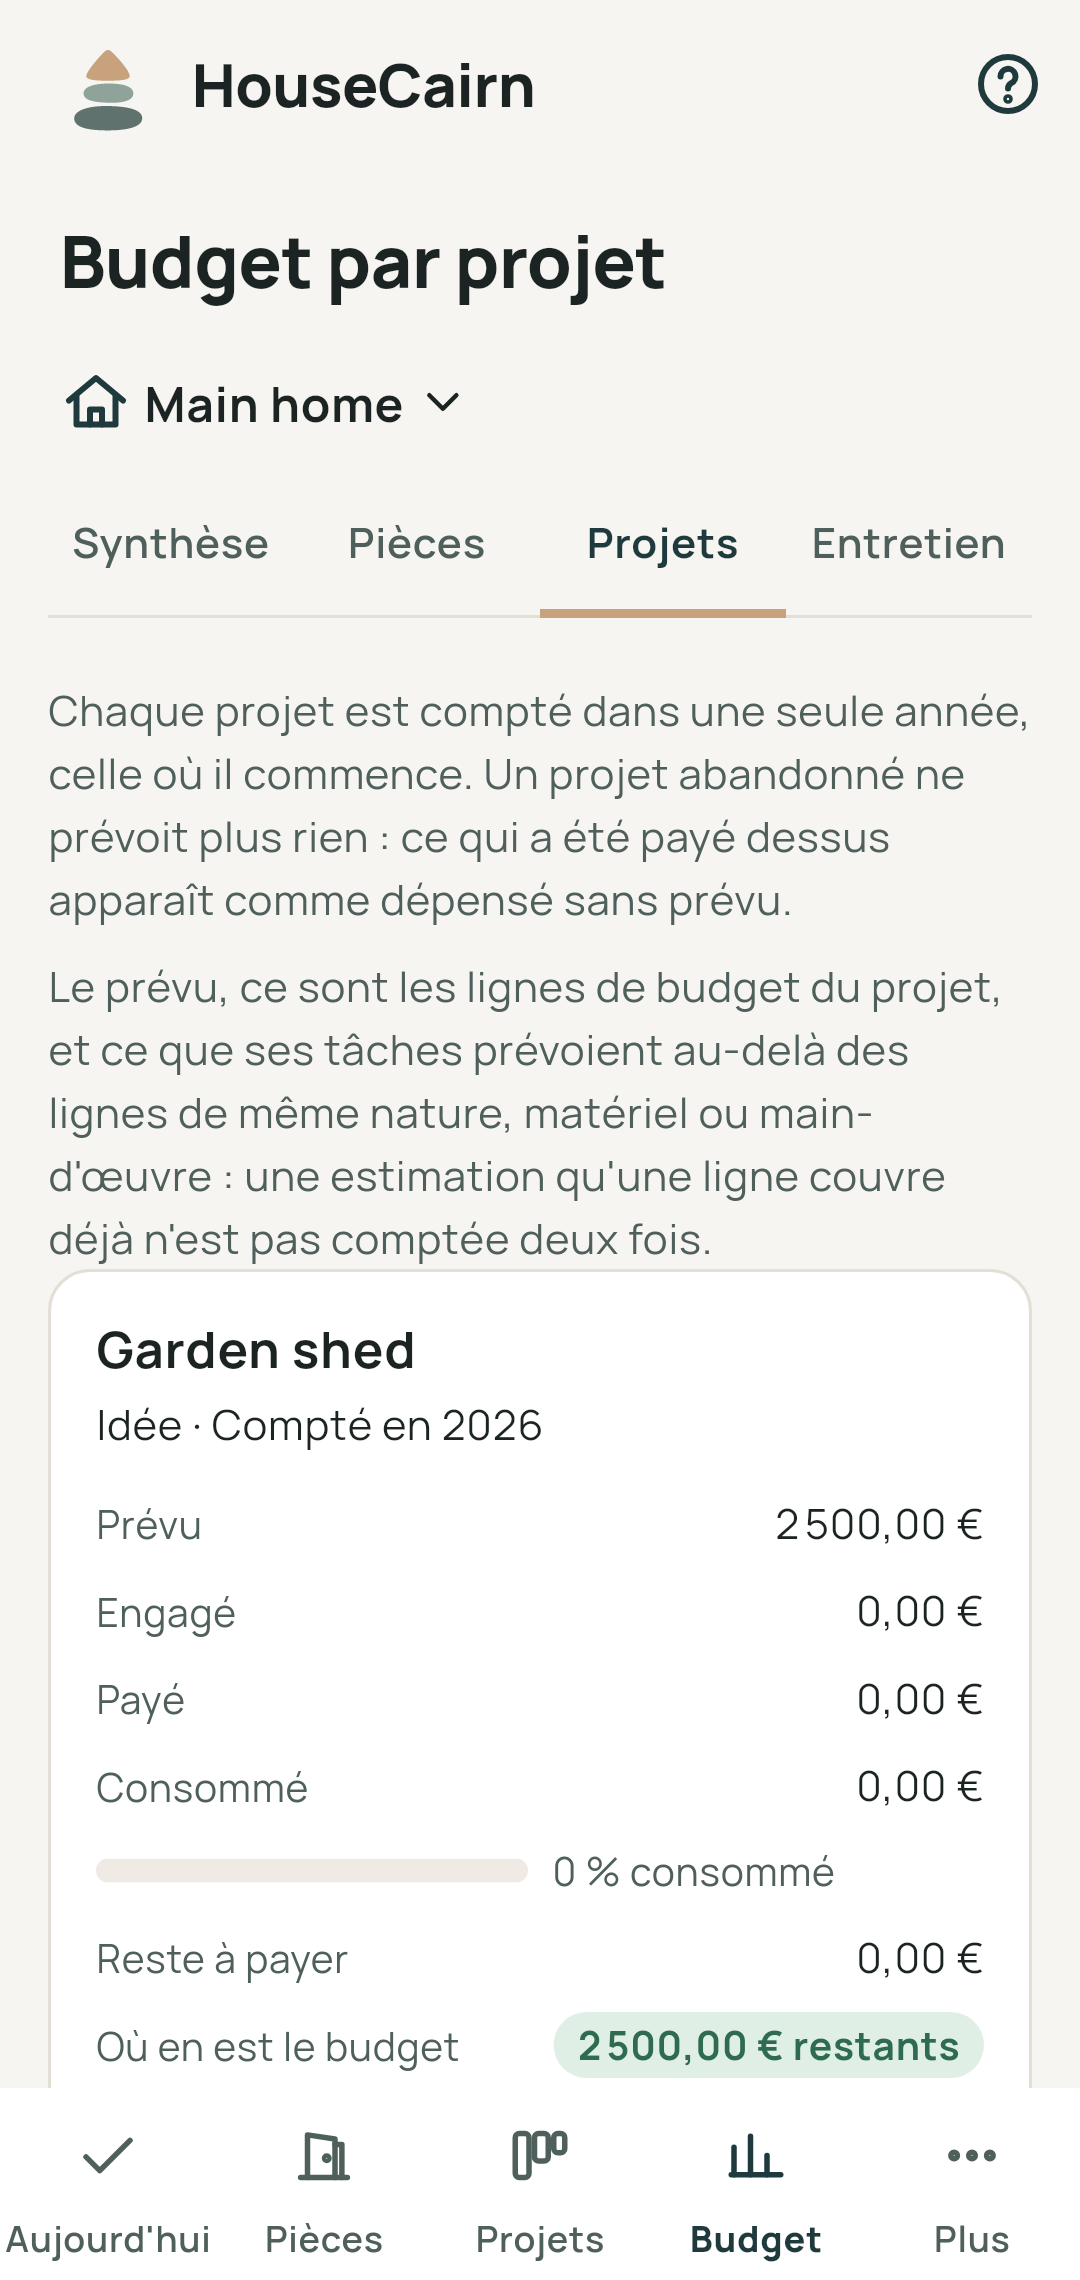 HouseCairn
Budget par projet
Main home
Synthèse
Pièces
Projets
Entretien
Chaque projet est compté dans une seule année,
celle où il commence. Un projet abandonné ne
prévoit plus rien : ce qui a été payé dessus
apparaît comme dépensé sans prévu.
Le prévu, ce sont les lignes de budget du projet,
et ce que ses tâches prévoient au-delà des
lignes de même nature, matériel ou main-
d'œuvre : une estimation qu'une ligne couvre
déjà n'est pas comptée deux fois.
Garden shed
Idée · Compté en 2026
Prévu 2 500,00 €
Engagé 0,00 €
Payé 0,00 €
Consommé 0,00 €
0 % consommé
Reste à payer 0,00 €
Où en est le budget 2 500,00 € restants
Aujourd'hui
Pièces
Projets
Budget
Plus